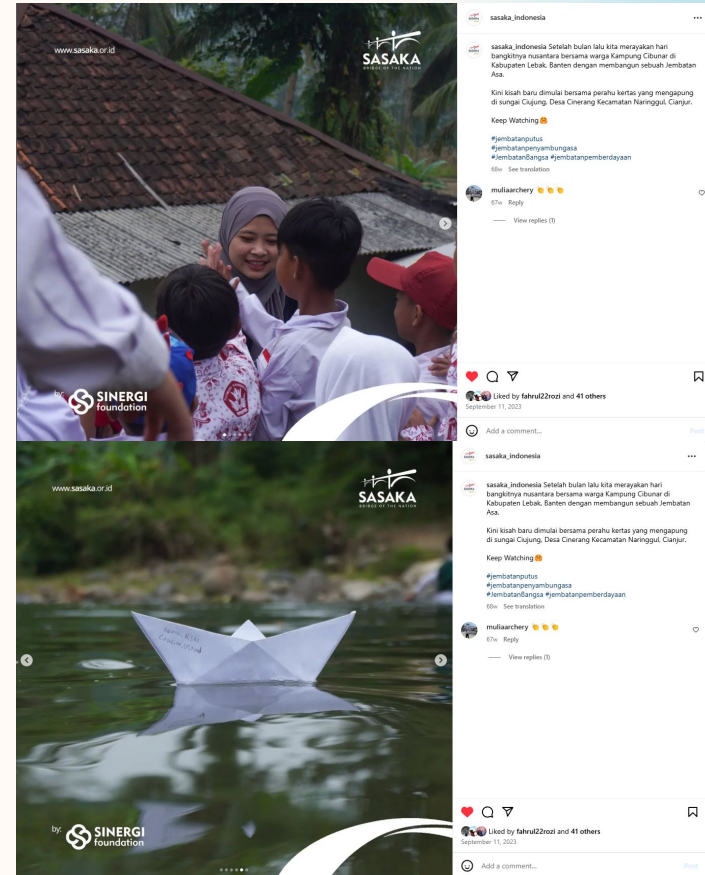 www.sasaka.or.id
SASAKA
BRIDGE OF THE NATION
by:
SINERGI
foundation
sasaka_indonesia
sasaka_indonesia Setelah bulan lalu kita merayakan hari
bangkitnya nusantara bersama warga Kampung Cibunar di
Kabupaten Lebak, Banten dengan membangun sebuah Jembatan
Asa.
Kini kisah baru dimulai bersama perahu kertas yang mengapung
di sungai Ciujung, Desa Cinerang Kecamatan Naringgul, Cianjur.
Keep Watching🤗
#jembatanputus
#jembatanpenyambungasa
#JembatanBangsa #jembatanpemberdayaan
68w See translation
muliaarchery 👏 👏 👏
67w Reply
View replies (1)
Liked by fahrul22rozi and 41 others
September 11, 2023
Add a comment...
Post
www.sasaka.or.id
SASAKA
BRIDGE OF THE NATION
by:
SINERGI
foundation
sasaka_indonesia
sasaka_indonesia Setelah bulan lalu kita merayakan hari
bangkitnya nusantara bersama warga Kampung Cibunar di
Kabupaten Lebak, Banten dengan membangun sebuah Jembatan
Asa.
Kini kisah baru dimulai bersama perahu kertas yang mengapung
di sungai Ciujung, Desa Cinerang Kecamatan Naringgul, Cianjur.
Keep Watching🤗
#jembatanputus
#jembatanpenyambungasa
#JembatanBangsa #jembatanpemberdayaan
68w See translation
muliaarchery 👏 👏 👏
67w Reply
View replies (1)
Liked by fahrul22rozi and 41 others
September 11, 2023
Add a comment...
Post